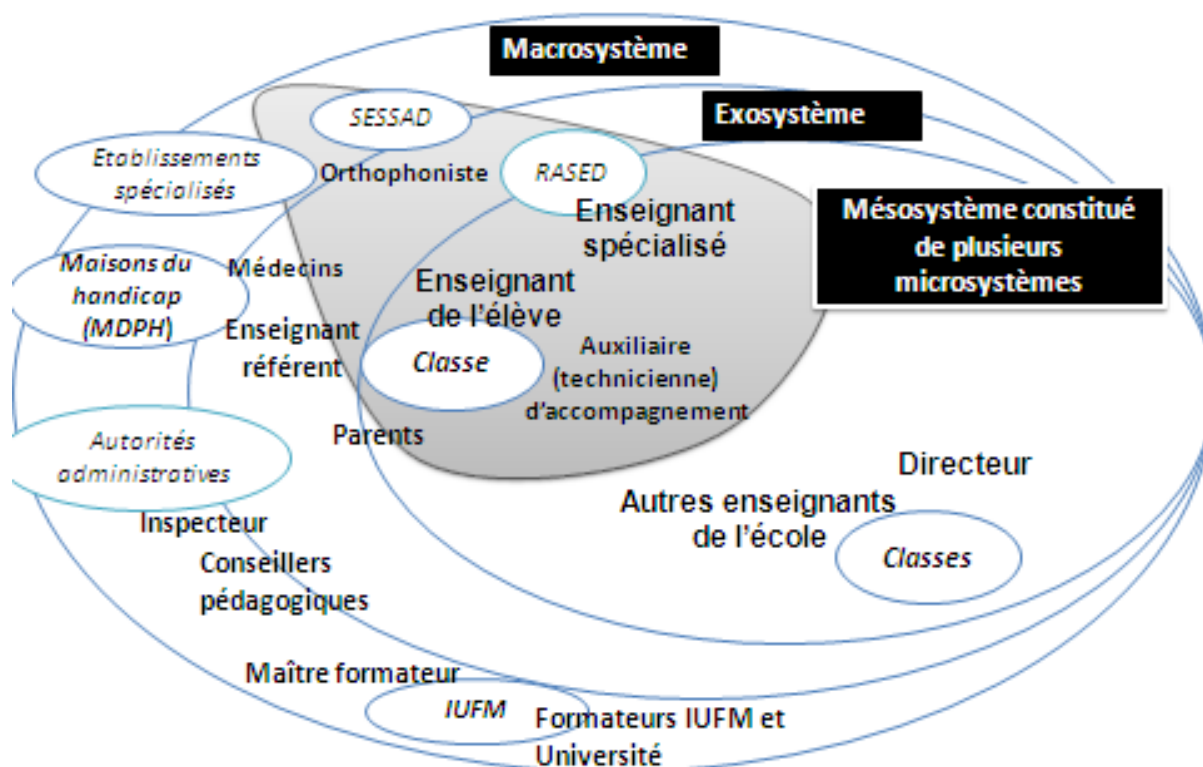 Macrosystème
SESSAD
Exosystème
Etablissements
spécialisés
Orthophoniste
RASED
Enseignant
spécialisé
Mésosystème constitué
de plusieurs
microsystèmes
Maisons du
handicap
(MDPH)
Médecins
Enseignant
de l'élève
Enseignant
référent
Classe
Auxiliaire
(technicienne)
d'accompagnement
Parents
Autorités
administratives
Directeur
Autres enseignants
de l'école
Classes
Inspecteur
Conseillers
pédagogiques
Maître formateur
IUFM
Formateurs IUFM et
Université